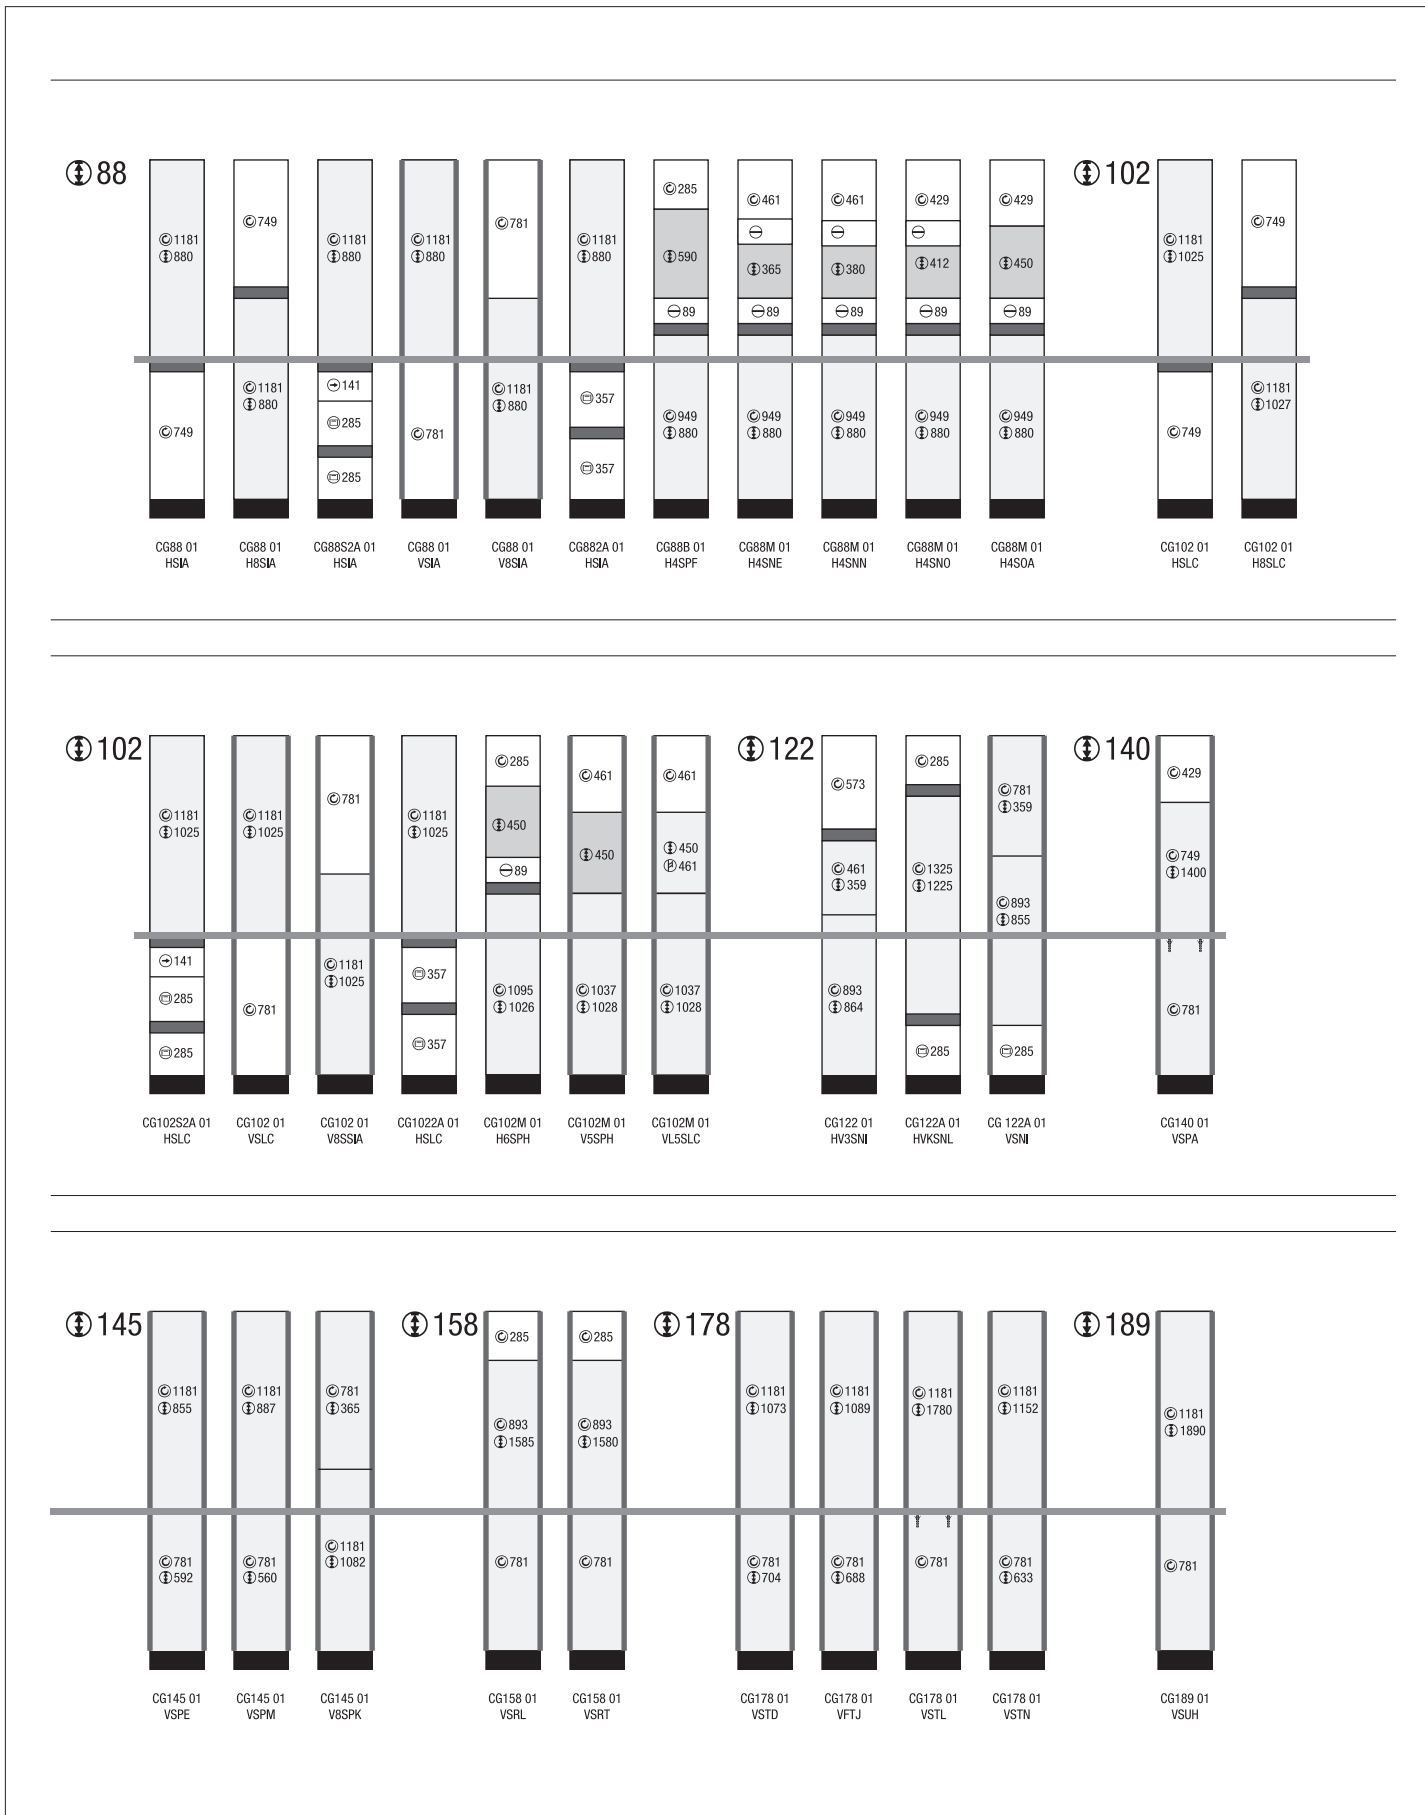 88
1181
880
749
CG88 01
HSIA
749
1181
880
CG88 01
H8SIA
1181
880
141
285
285
CG88S2A 01
HSIA
1181
880
781
CG88 01
VSIA
781
1181
880
CG88 01
V8SIA
1181
880
357
357
CG882A 01
HSIA
285
590
89
949
880
CG88B 01
H4SPF
461
365
89
949
880
CG88M 01
H4SNE
461
380
89
949
880
CG88M 01
H4SNN
429
412
89
949
880
CG88M 01
H4SNO
429
450
89
949
880
CG88M 01
H4SOA
102
1181
1025
749
CG102 01
HSLC
749
1181
1027
CG102 01
H8SLC
102
1181
1025
141
285
285
CG102S2A 01
HSLC
1181
1025
781
CG102 01
VSLC
781
1181
1025
CG102 01
V8SSIA
1181
1025
357
357
CG1022A 01
HSLC
285
450
89
1095
1026
CG102M 01
H6SPH
461
450
1037
1028
CG102M 01
V5SPH
461
450
461
1037
1028
CG102M 01
VL5SLC
122
573
461
359
893
864
CG122 01
HV3SNI
285
1325
1225
285
CG122A 01
HVKSNL
781
359
893
855
285
CG 122A 01
VSNI
140
429
749
1400
781
CG140 01
VSPA
145
1181
855
781
592
CG145 01
VSPE
1181
887
781
560
CG145 01
VSPM
781
365
1181
1082
CG145 01
V8SPK
158
285
893
1585
781
CG158 01
VSRL
285
893
1580
781
CG158 01
VSRT
178
1181
1073
781
704
CG178 01
VSTD
1181
1089
781
688
CG178 01
VFTJ
1181
1780
781
CG178 01
VSTL
1181
1152
781
633
CG178 01
VSTN
189
1181
1890
781
CG189 01
VSUH